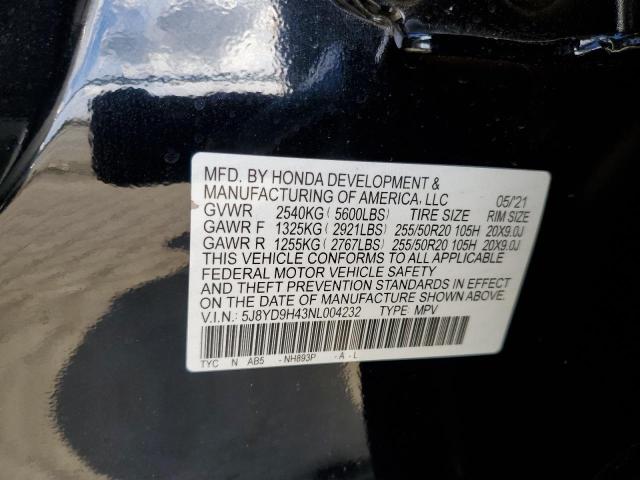 MFD. BY HONDA DEVELOPMENT &
MANUFACTURING OF AMERICA, LLC 05/'21
GVWR 2540KG (5600LBS) TIRE SIZE RIM SIZE
GAWR F 1325KG (2921LBS) 255/50R20 105H 20X9.0J
GAWR R 1255KG (2767LBS) 255/50R20 105H 20X9.0J
THIS VEHICLE CONFORMS TO ALL APPLICABLE
FEDERAL MOTOR VEHICLE SAFETY
AND THEFT PREVENTION STANDARDS IN EFFECT
ON THE DATE OF MANUFACTURE SHOWN ABOVE.
V.I.N.: 5J8YD9H43NL004232 TYPE: MPV
TYC N AB5 -NH893P -A-L